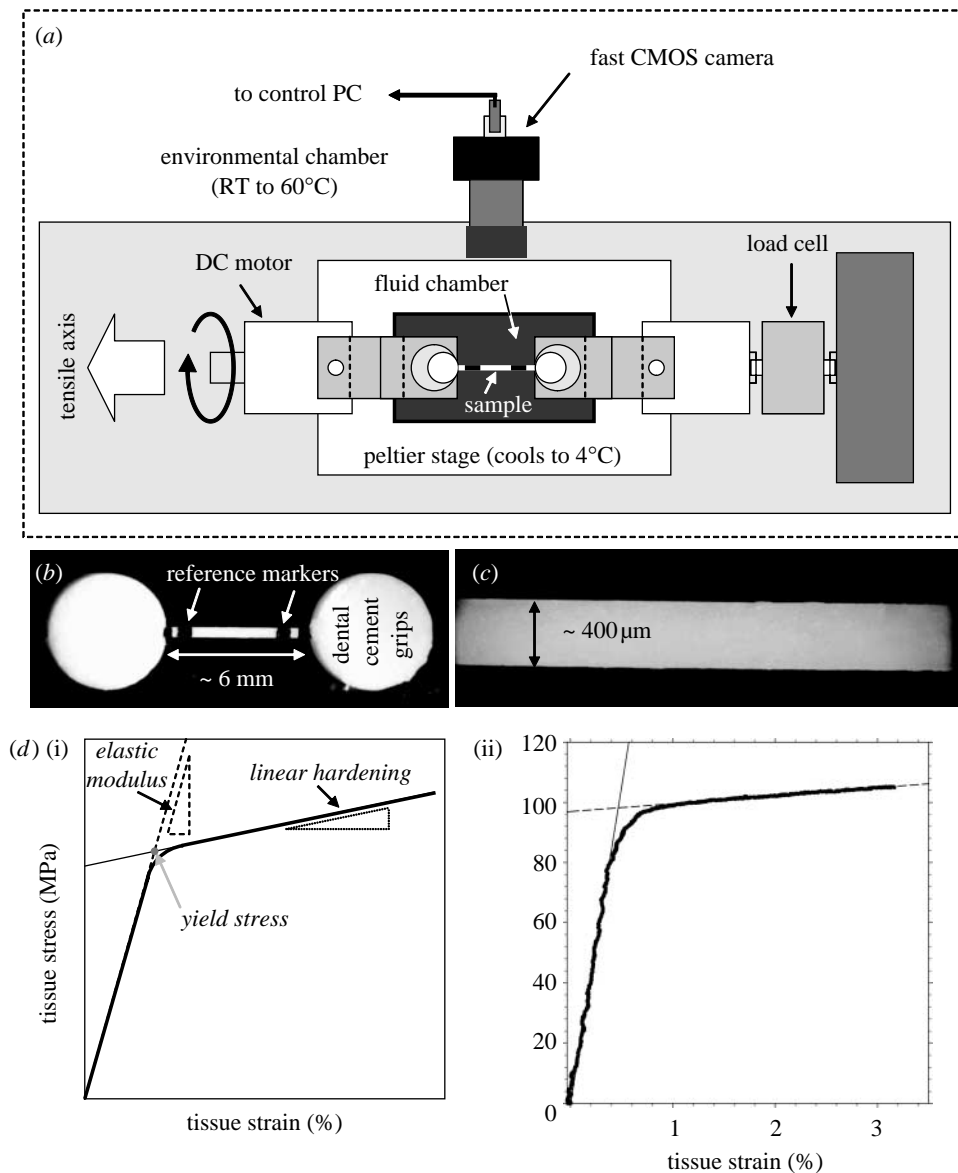 (a)
fast CMOS camera
to control PC
environmental chamber
(RT to 60°C)
load cell
DC motor
fluid chamber
tensile axis
sample
peltier stage (cools to 4°C)
(b)
reference markers
dental
cement
grips
~ 6 mm
(c)
~ 400 µm
(d) (i)
elastic
modulus
linear hardening
yield stress
tissue stress (MPa)
tissue strain (%)
(ii)
120
100
80
60
40
20
0
1 2 3
tissue strain (%)